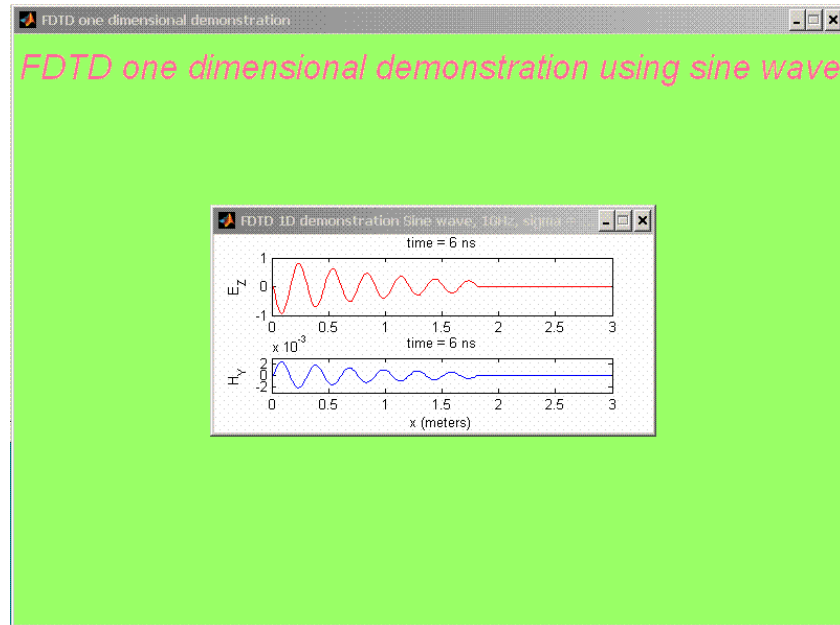 FDTD one dimensional demonstration
FDTD one dimensional demonstration using sine wave
FDTD 1D demonstration Sine wave, 10Hz, sigma =
time = 6 ns
1
0
-1
E_Z
0 0.5 1 1.5 2 2.5 3
x 10^-3
time = 6 ns
2
0
-2
H_Y
0 0.5 1 1.5 2 2.5 3
x (meters)